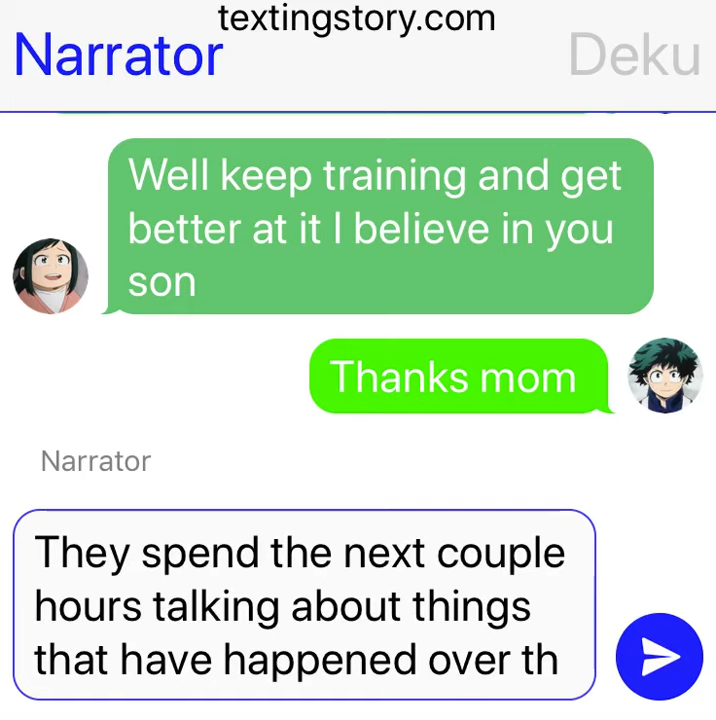 textingstory.com
Narrator
Deku
Well keep training and get
better at it I believe in you
son
Thanks mom
Narrator
They spend the next couple
hours talking about things
that have happened over th